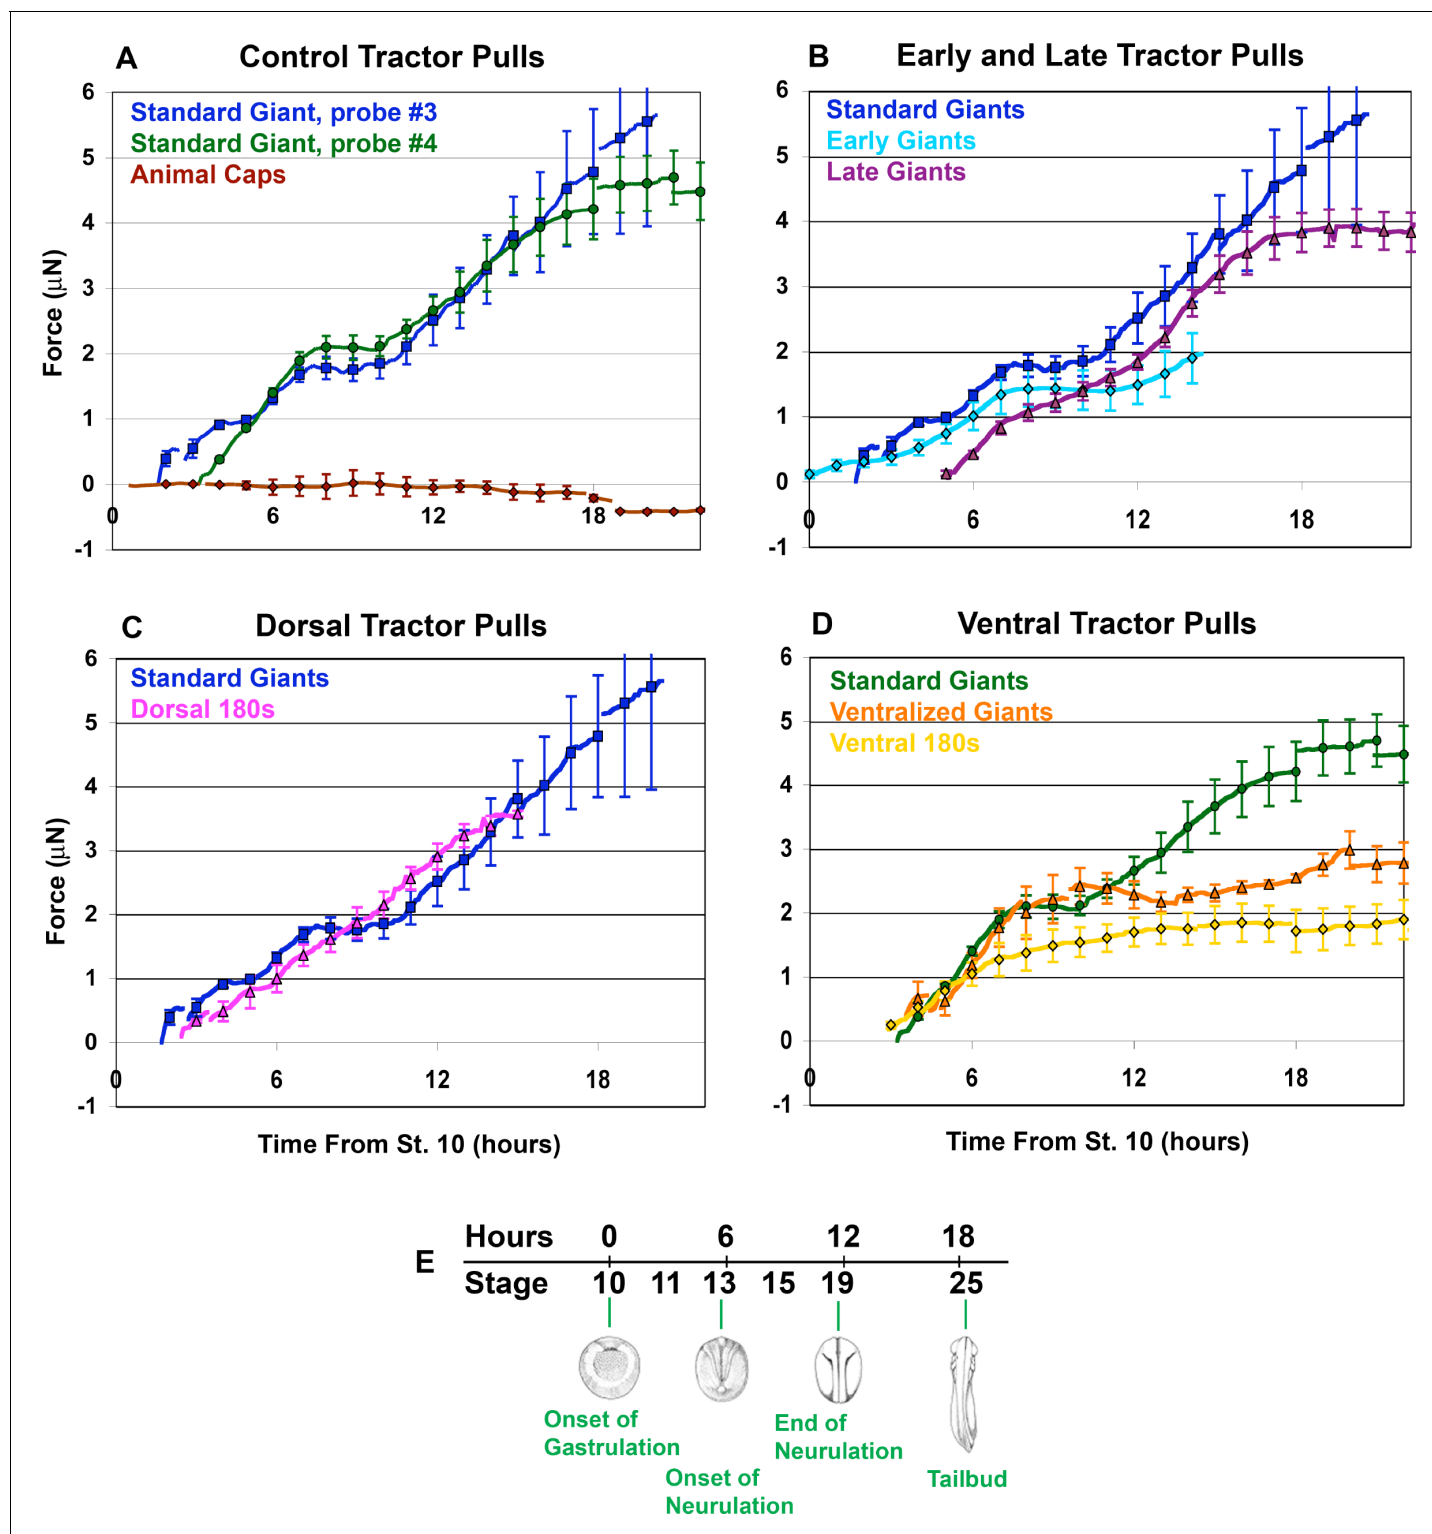 A Control Tractor Pulls
Standard Giant, probe #3
Standard Giant, probe #4
Animal Caps
Force (μN)
6
5
4
3
2
1
0
-1
0 6 12 18
B Early and Late Tractor Pulls
Standard Giants
Early Giants
Late Giants
6
5
4
3
2
1
0
-1
0 6 12 18
C Dorsal Tractor Pulls
Standard Giants
Dorsal 180s
Force (μN)
6
5
4
3
2
1
0
-1
0 6 12 18
Time From St. 10 (hours)
D Ventral Tractor Pulls
Standard Giants
Ventralized Giants
Ventral 180s
6
5
4
3
2
1
0
-1
0 6 12 18
Time From St. 10 (hours)
E
Hours 0 6 12 18
Stage 10 11 13 15 19 25
Onset of
Gastrulation
Onset of
Neurulation
End of
Neurulation
Tailbud